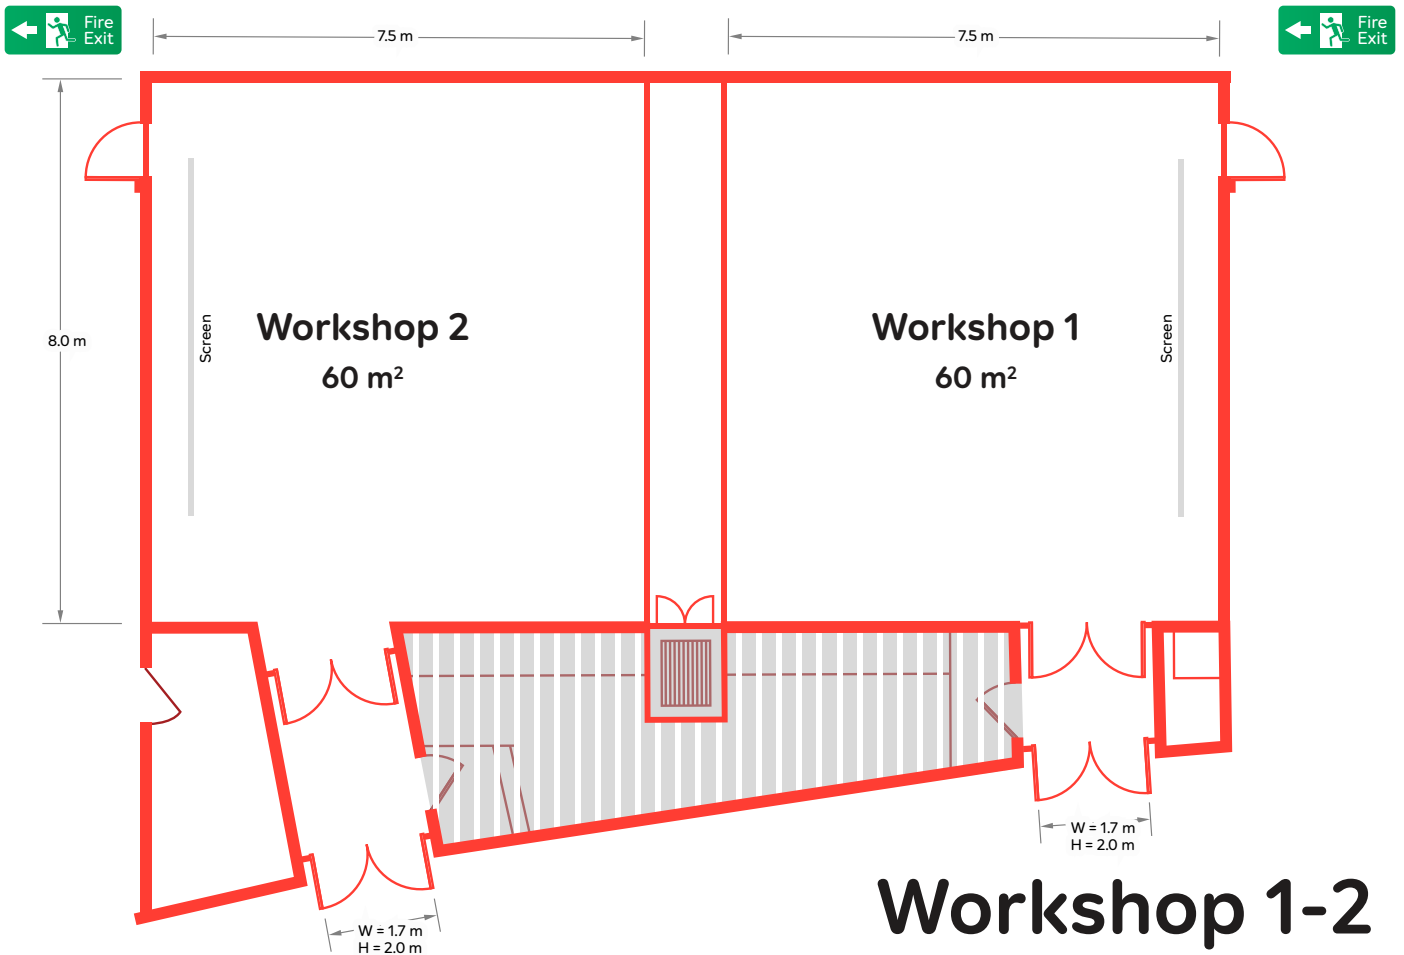 Fire
Exit
7.5 m
7.5 m
Fire
Exit
8.0 m
Screen
Workshop 2
60 m²
Workshop 1
60 m²
Screen
W = 1.7 m
H = 2.0 m
W = 1.7 m
H = 2.0 m
Workshop 1-2